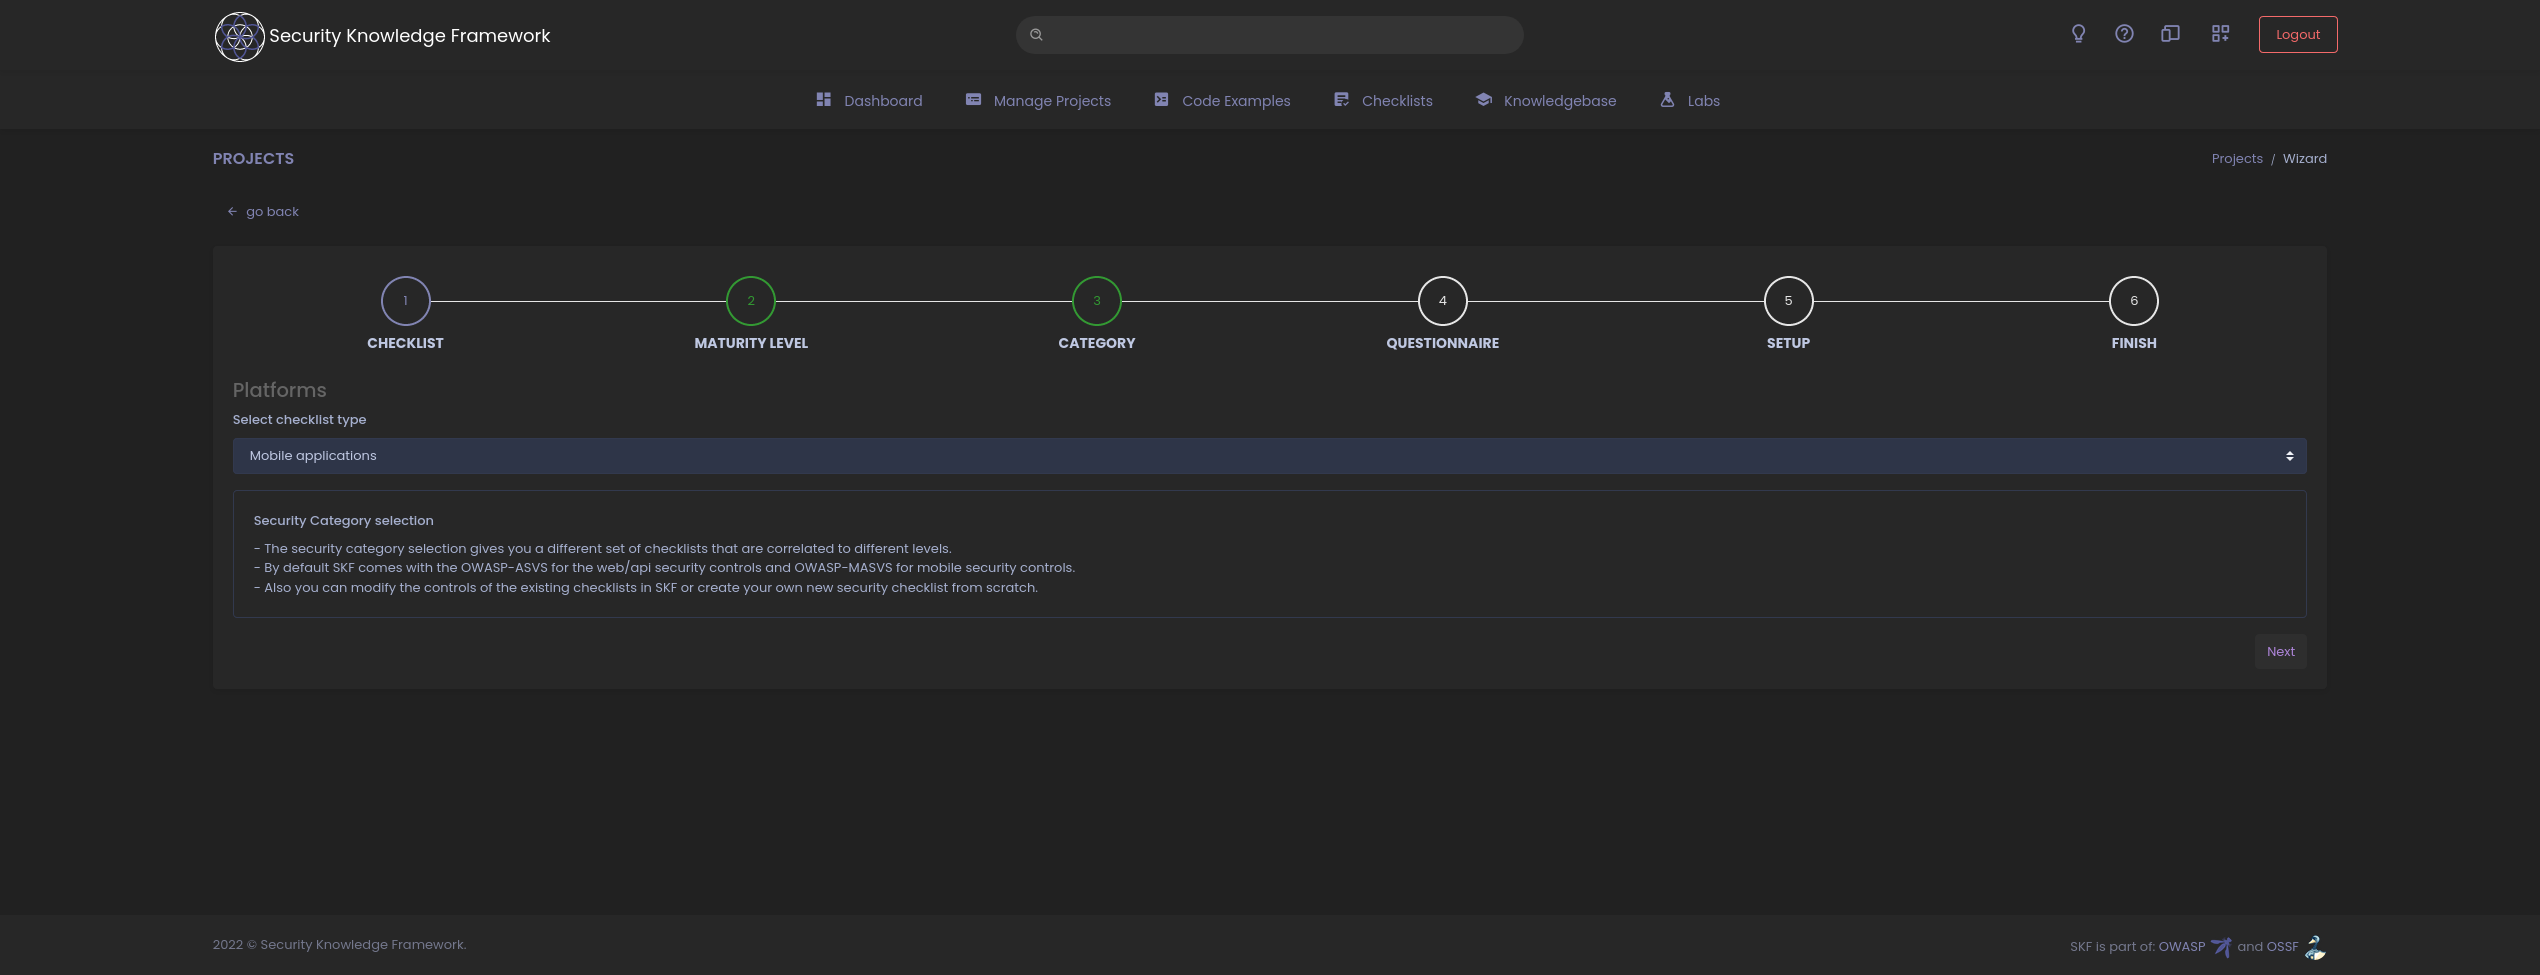 Security Knowledge Framework
Logout
Dashboard
Manage Projects
Code Examples
Checklists
Knowledgebase
Labs
PROJECTS
Projects / Wizard
go back
1
2
3
4
5
6
CHECKLIST
MATURITY LEVEL
CATEGORY
QUESTIONNAIRE
SETUP
FINISH
Platforms
Select checklist type
Mobile applications
Security Category selection
- The security category selection gives you a different set of checklists that are correlated to different levels.
- By default SKF comes with the OWASP-ASVS for the web/api security controls and OWASP-MASVS for mobile security controls.
- Also you can modify the controls of the existing checklists in SKF or create your own new security checklist from scratch.
Next
2022 © Security Knowledge Framework.
SKF is part of: OWASP and OSSF